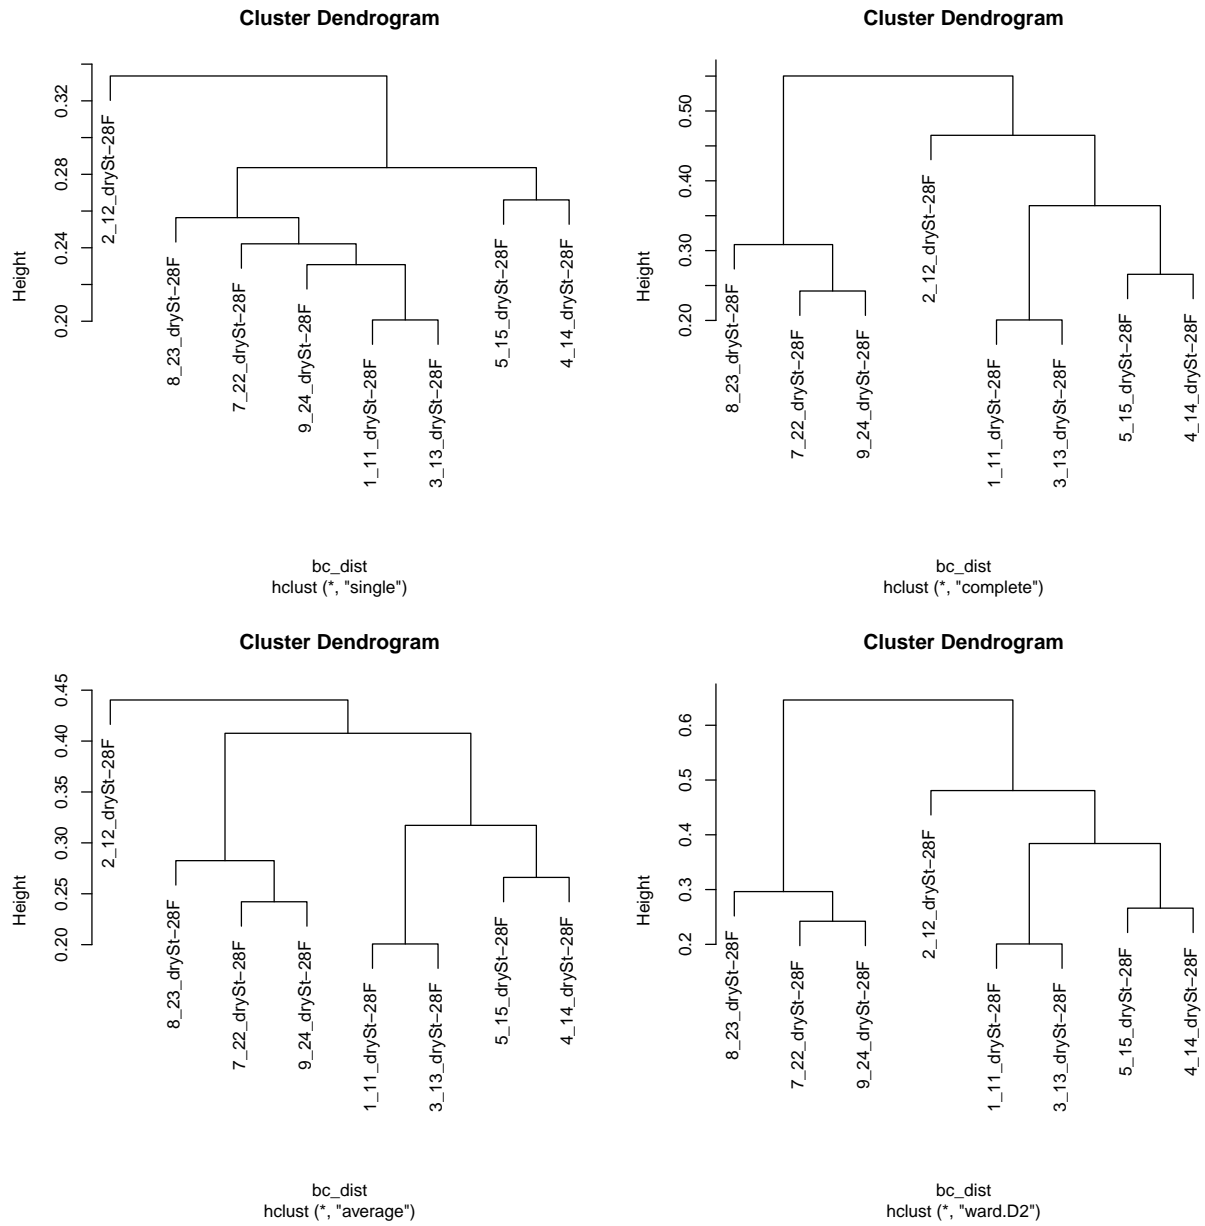 Cluster Dendrogram
Height
0.20
0.24
0.28
0.32
2_12_drySt−28F
8_23_drySt−28F
7_22_drySt−28F
9_24_drySt−28F
1_11_drySt−28F
3_13_drySt−28F
5_15_drySt−28F
4_14_drySt−28F
bc_dist
hclust (*, "single")
Cluster Dendrogram
Height
0.20
0.30
0.40
0.50
8_23_drySt−28F
7_22_drySt−28F
9_24_drySt−28F
2_12_drySt−28F
1_11_drySt−28F
3_13_drySt−28F
5_15_drySt−28F
4_14_drySt−28F
bc_dist
hclust (*, "complete")
Cluster Dendrogram
Height
0.20
0.25
0.30
0.35
0.40
0.45
2_12_drySt−28F
8_23_drySt−28F
7_22_drySt−28F
9_24_drySt−28F
1_11_drySt−28F
3_13_drySt−28F
5_15_drySt−28F
4_14_drySt−28F
bc_dist
hclust (*, "average")
Cluster Dendrogram
Height
0.2
0.3
0.4
0.5
0.6
8_23_drySt−28F
7_22_drySt−28F
9_24_drySt−28F
2_12_drySt−28F
1_11_drySt−28F
3_13_drySt−28F
5_15_drySt−28F
4_14_drySt−28F
bc_dist
hclust (*, "ward.D2")